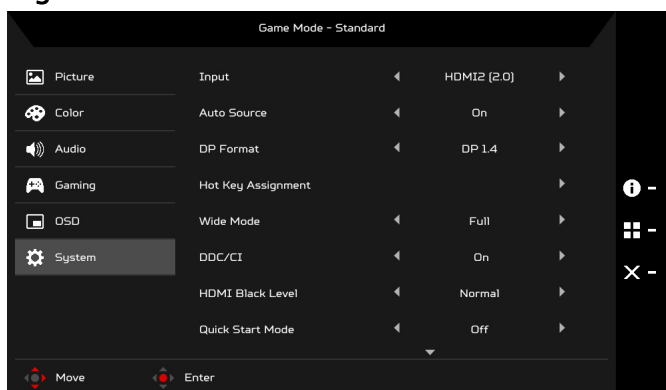 Game Mode - Standard
Picture
Input HDMI2 (2.0)
Color
Auto Source On
Audio
DP Format DP 1.4
Gaming
Hot Key Assignment
OSD
Wide Mode Full
System
DDC/CI On
HDMI Black Level Normal
Quick Start Mode Off
Move Enter